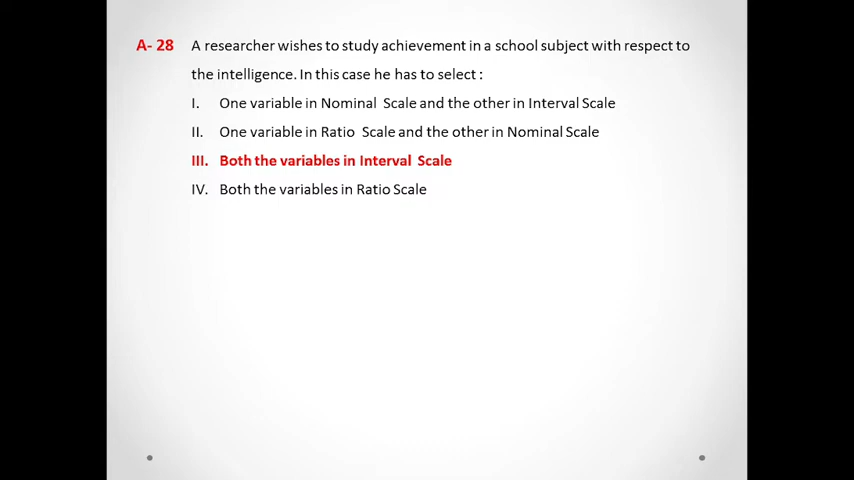 A- 28 A researcher wishes to study achievement in a school subject with respect to
the intelligence. In this case he has to select :
I. One variable in Nominal Scale and the other in Interval Scale
II. One variable in Ratio Scale and the other in Nominal Scale
III. Both the variables in Interval Scale
IV. Both the variables in Ratio Scale